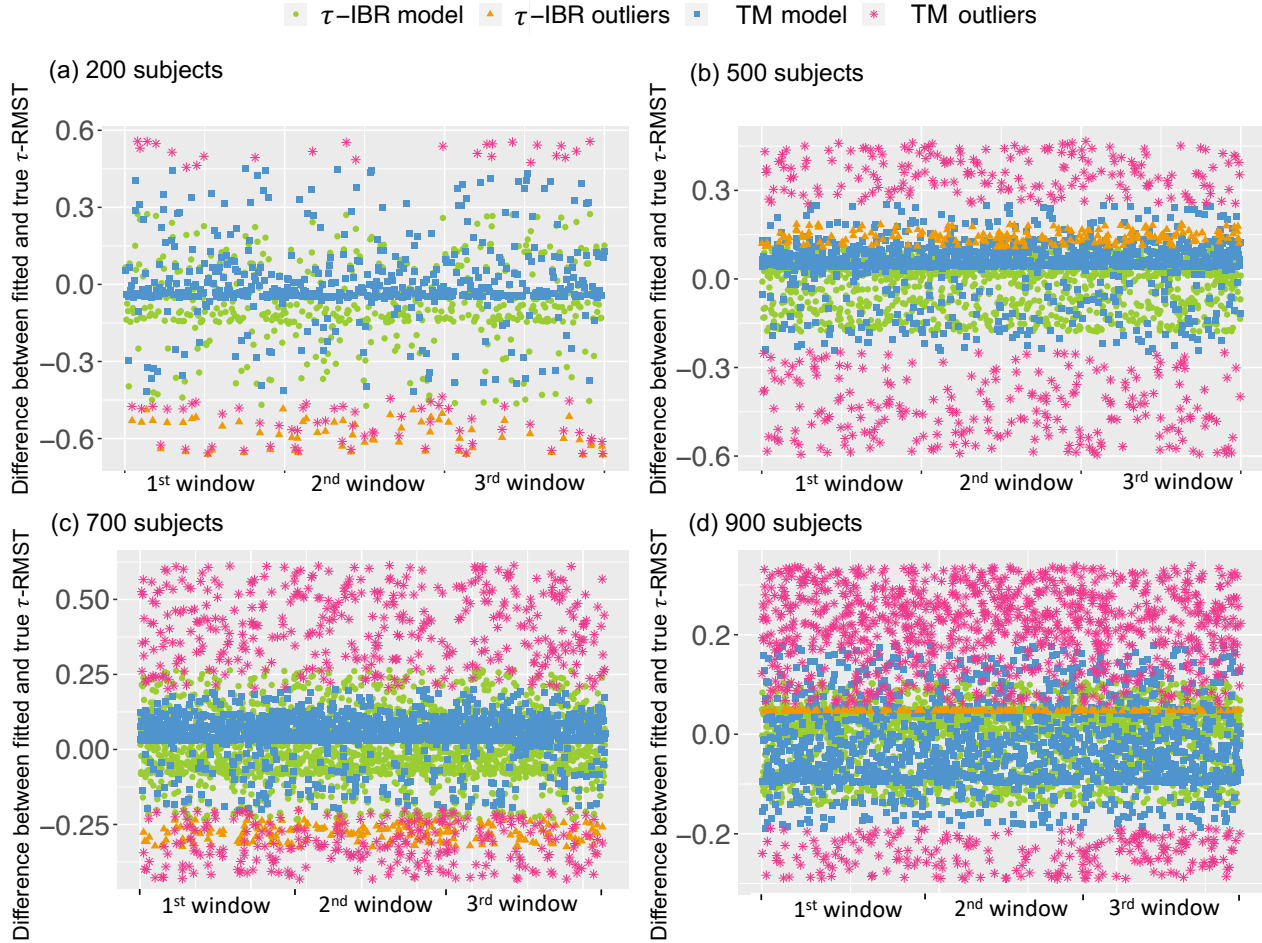 τ−IBR model τ−IBR outliers TM model TM outliers
(a) 200 subjects
Difference between fitted and true τ-RMST
0.6
0.3
0.0
−0.3
−0.6
1st window 2nd window 3rd window
(b) 500 subjects
Difference between fitted and true τ-RMST
0.3
0.0
−0.3
−0.6
1st window 2nd window 3rd window
(c) 700 subjects
Difference between fitted and true τ-RMST
0.50
0.25
0.00
−0.25
1st window 2nd window 3rd window
(d) 900 subjects
Difference between fitted and true τ-RMST
0.2
0.0
−0.2
1st window 2nd window 3rd window